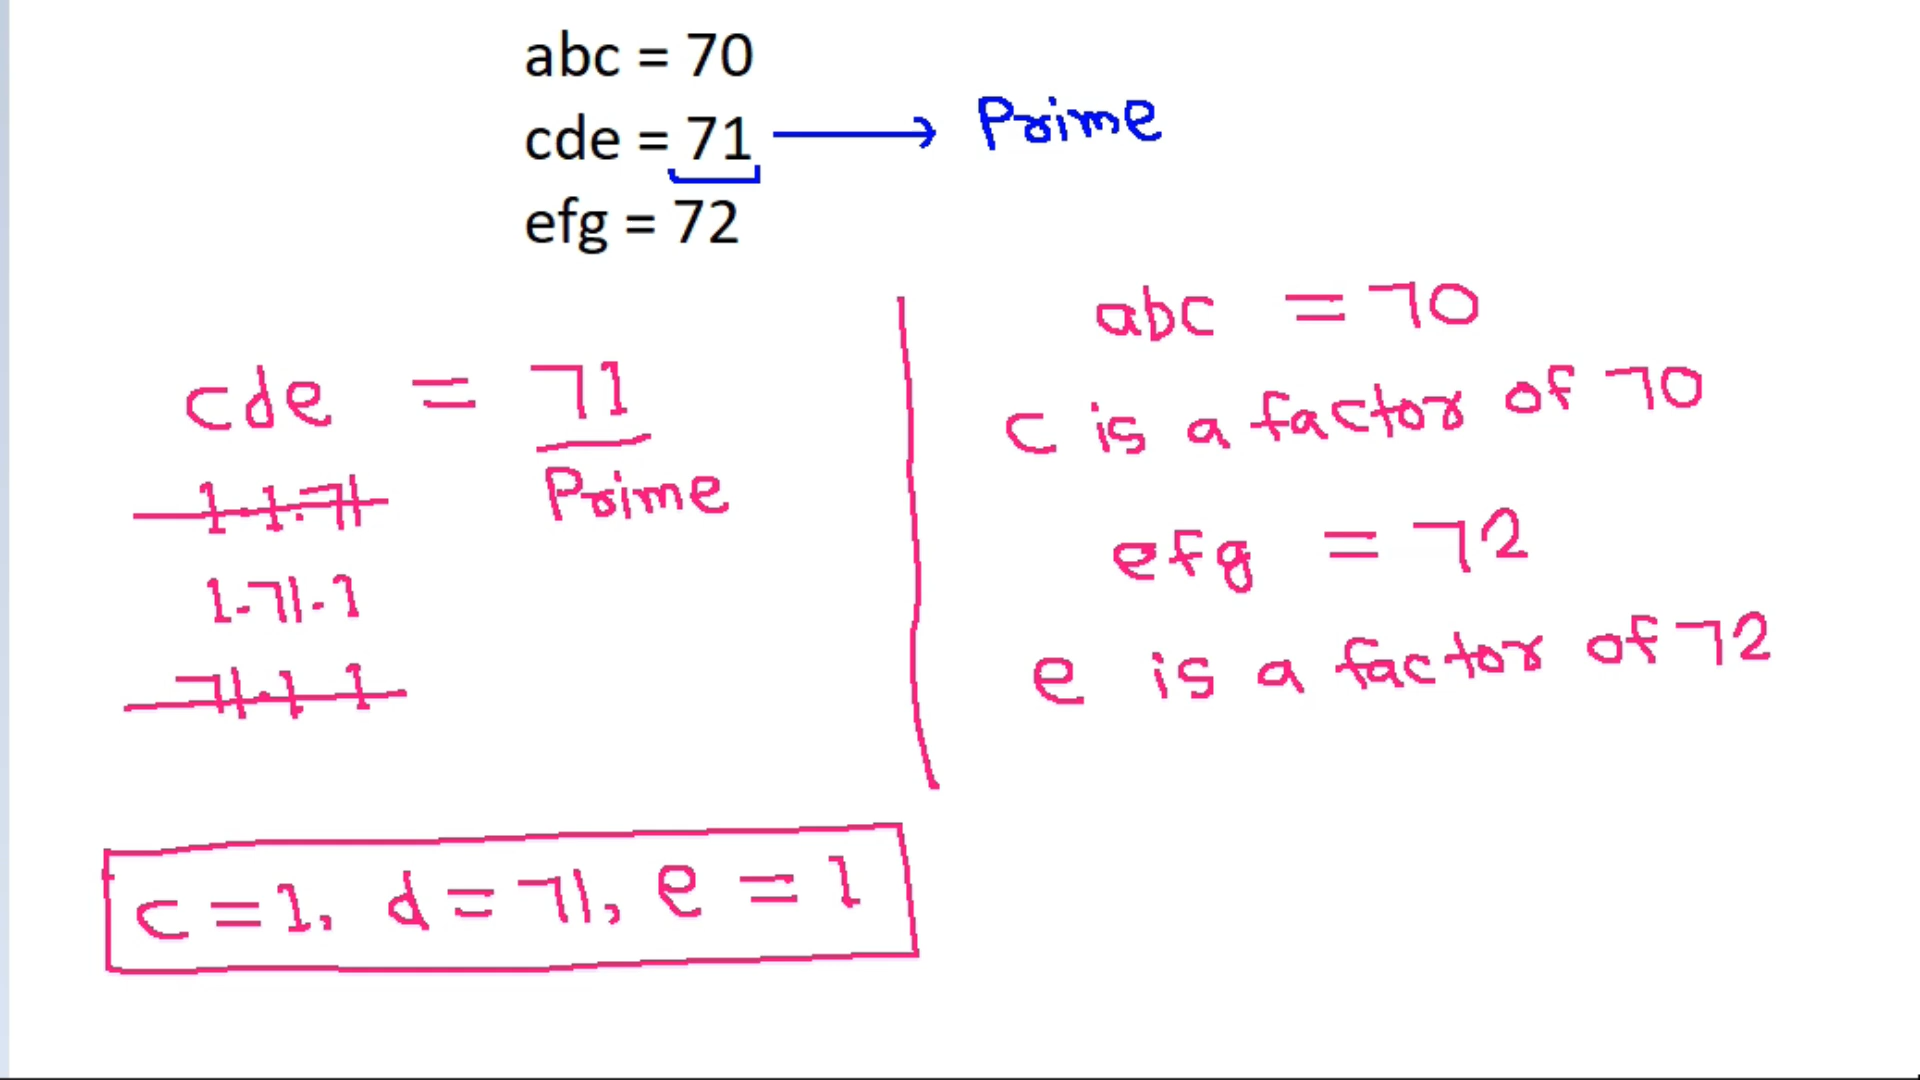 abc = 70
cde = 71 → Prime
efg = 72
cde = 71
Prime
1.1.71
1.71.1
71.1.1
abc = 70
c is a factor of 70
efg = 72
e is a factor of 72
c = 1, d = 71, e = 1